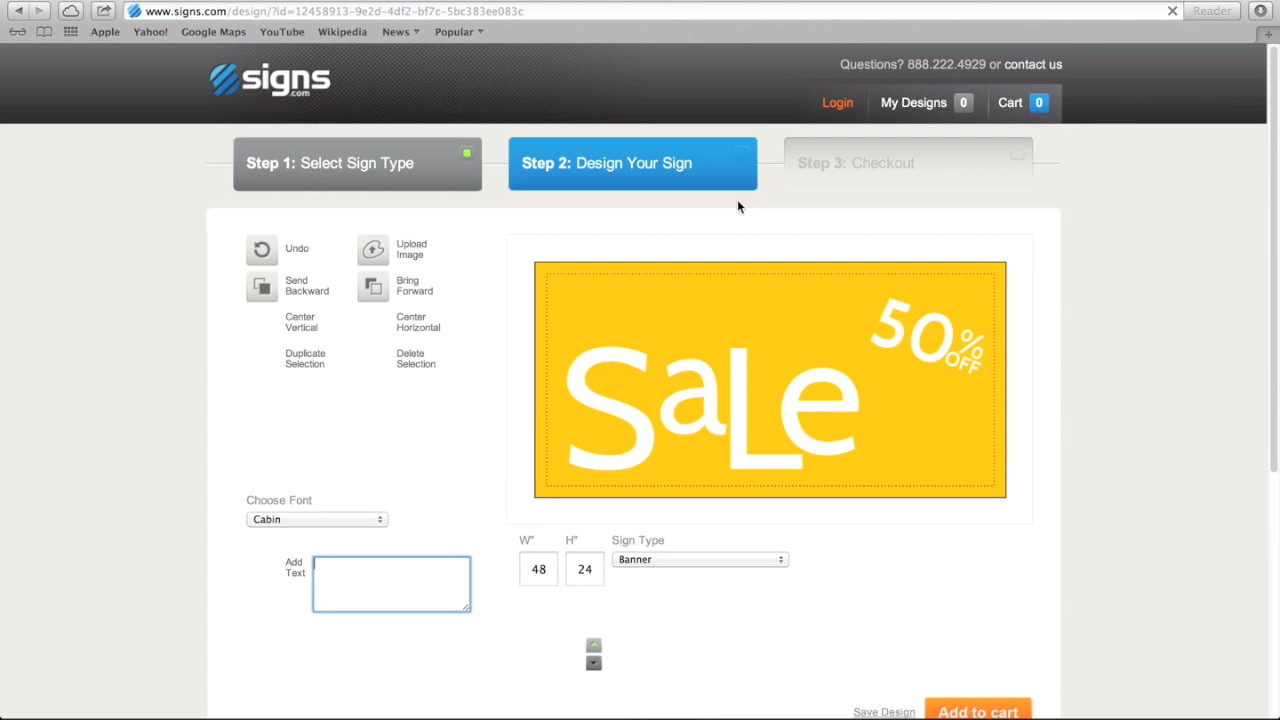 www.signs.com/design/?id=12458913-9e2d-4df2-bf7c-5bc383ee083c
Reader
Apple Yahoo! Google Maps YouTube Wikipedia News Popular
Questions? 888.222.4929 or contact us
signs
.com
Login My Designs 0 Cart 0
Step 1: Select Sign Type
Step 2: Design Your Sign
Step 3: Checkout
Undo
Upload
Image
Send
Backward
Bring
Forward
Center
Vertical
Center
Horizontal
Duplicate
Selection
Delete
Selection
50%
OFF
SaLe
Choose Font
Cabin
Add
Text
W" H" Sign Type
48 24 Banner
Save Design Add to cart